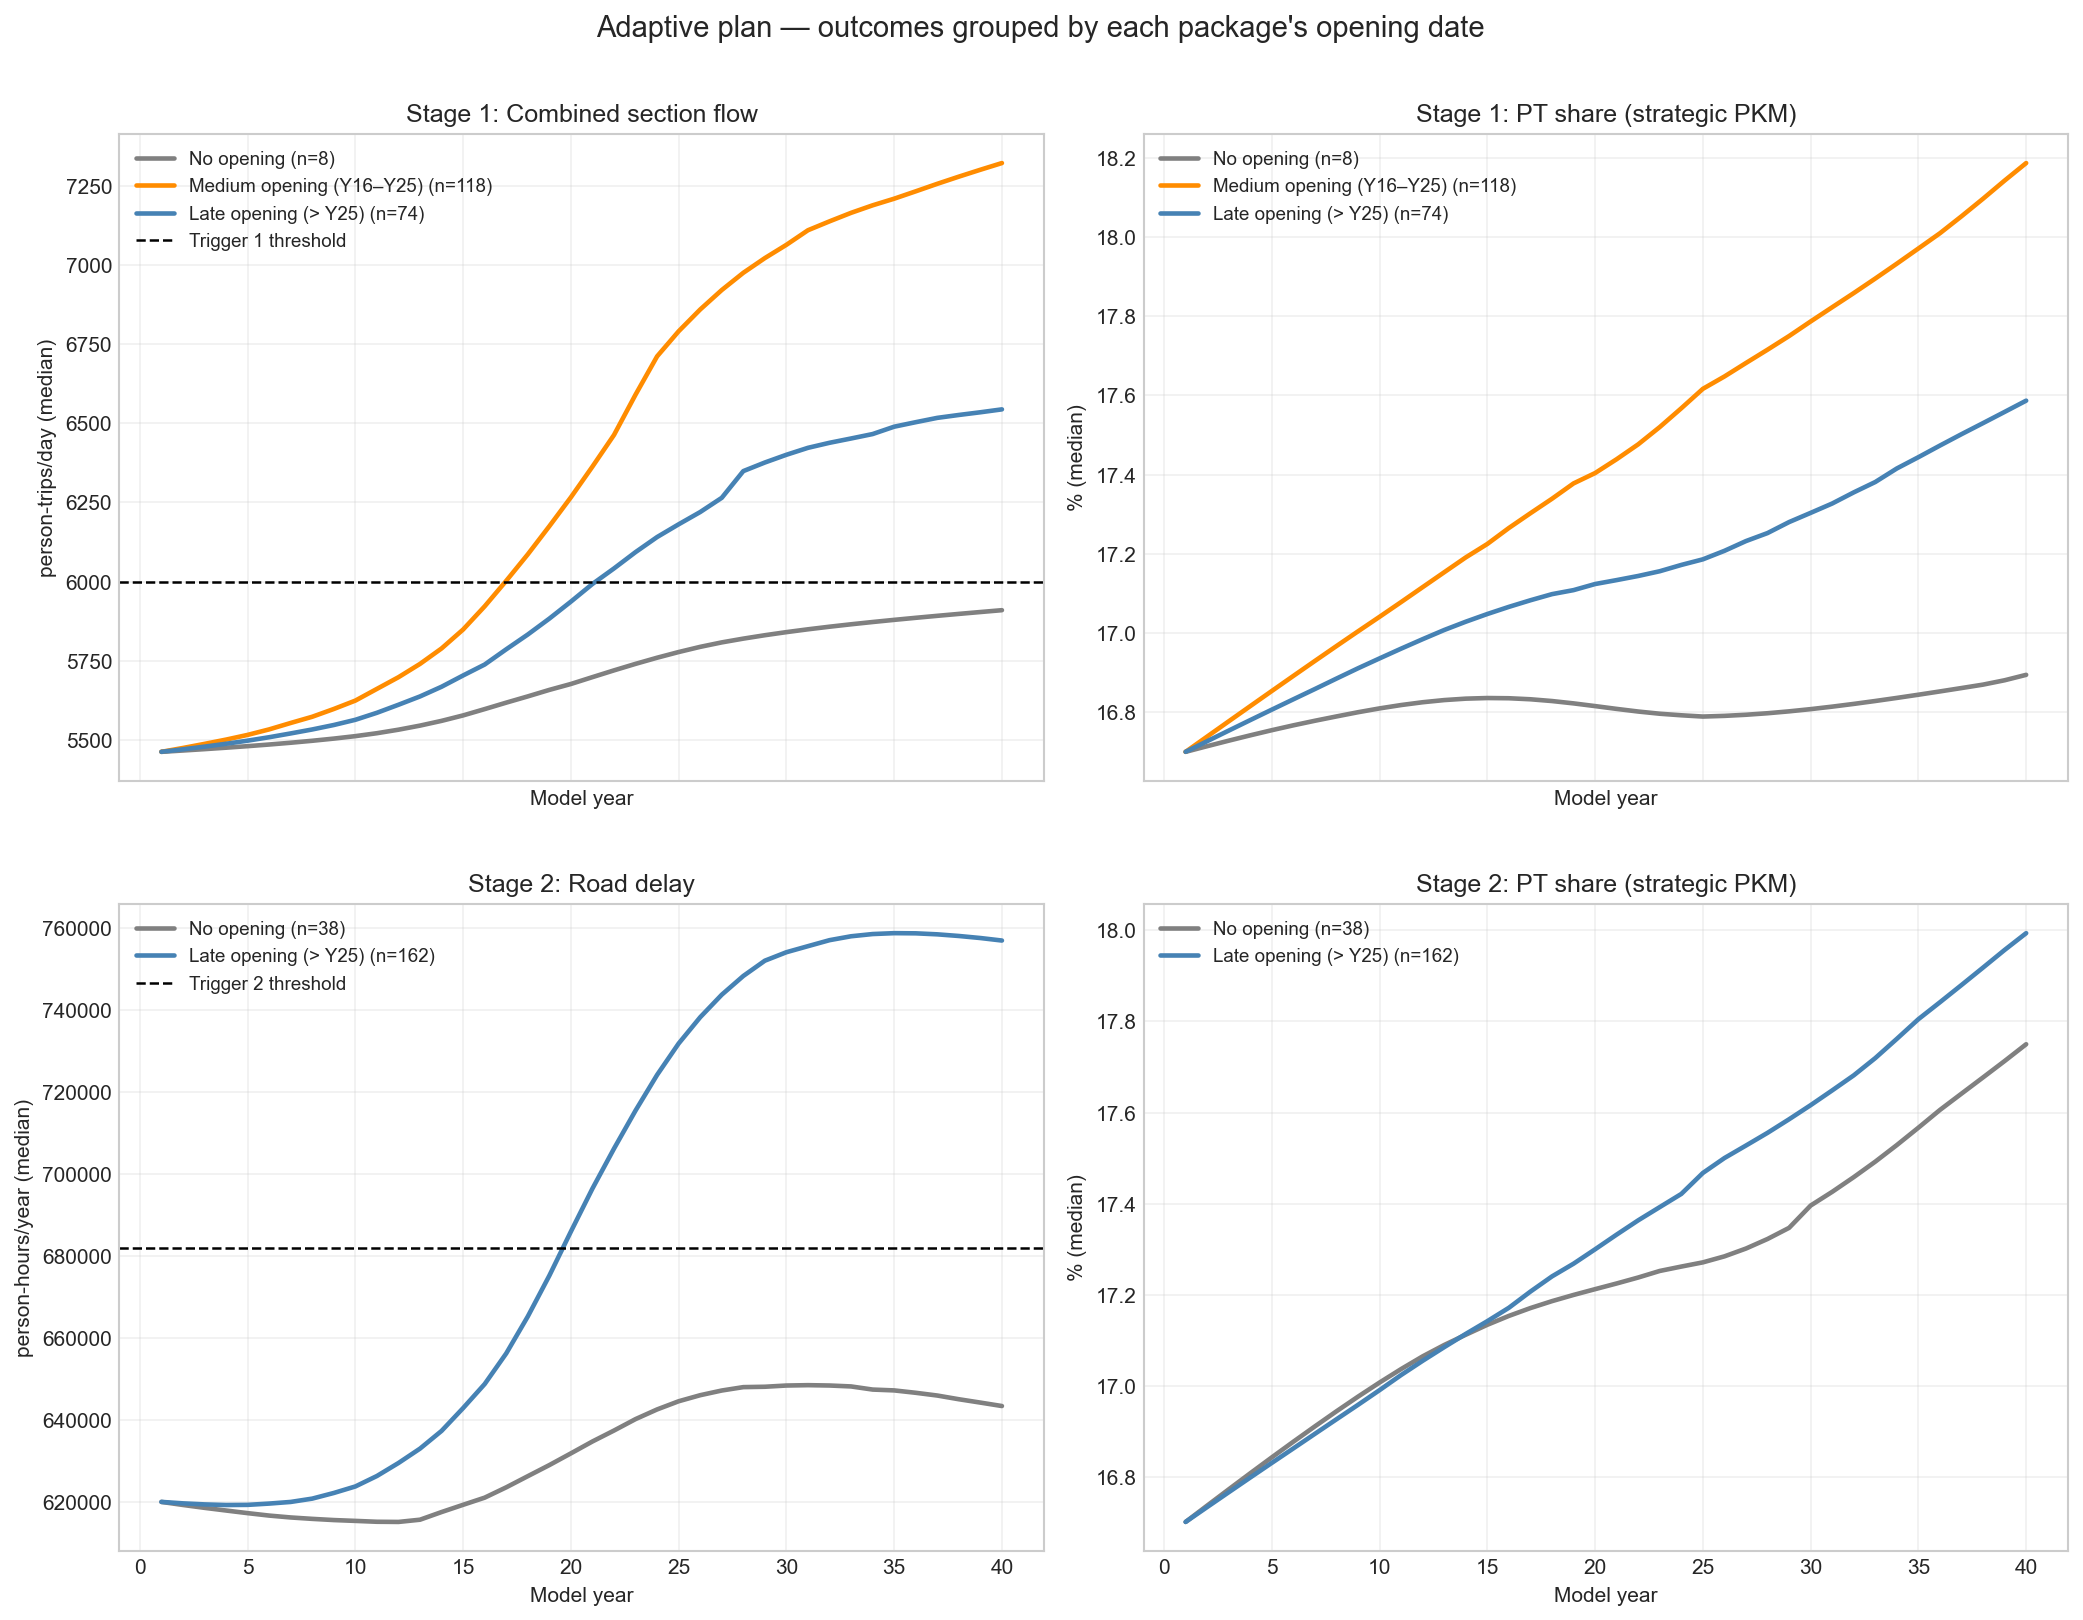 Adaptive plan — outcomes grouped by each package's opening date
Stage 1: Combined section flow
No opening (n=8)
Medium opening (Y16–Y25) (n=118)
Late opening (> Y25) (n=74)
Trigger 1 threshold
person-trips/day (median)
7250
7000
6750
6500
6250
6000
5750
5500
Model year
Stage 1: PT share (strategic PKM)
No opening (n=8)
Medium opening (Y16–Y25) (n=118)
Late opening (> Y25) (n=74)
% (median)
18.2
18.0
17.8
17.6
17.4
17.2
17.0
16.8
Model year
Stage 2: Road delay
No opening (n=38)
Late opening (> Y25) (n=162)
Trigger 2 threshold
person-hours/year (median)
760000
740000
720000
700000
680000
660000
640000
620000
0 5 10 15 20 25 30 35 40
Model year
Stage 2: PT share (strategic PKM)
No opening (n=38)
Late opening (> Y25) (n=162)
% (median)
18.0
17.8
17.6
17.4
17.2
17.0
16.8
0 5 10 15 20 25 30 35 40
Model year